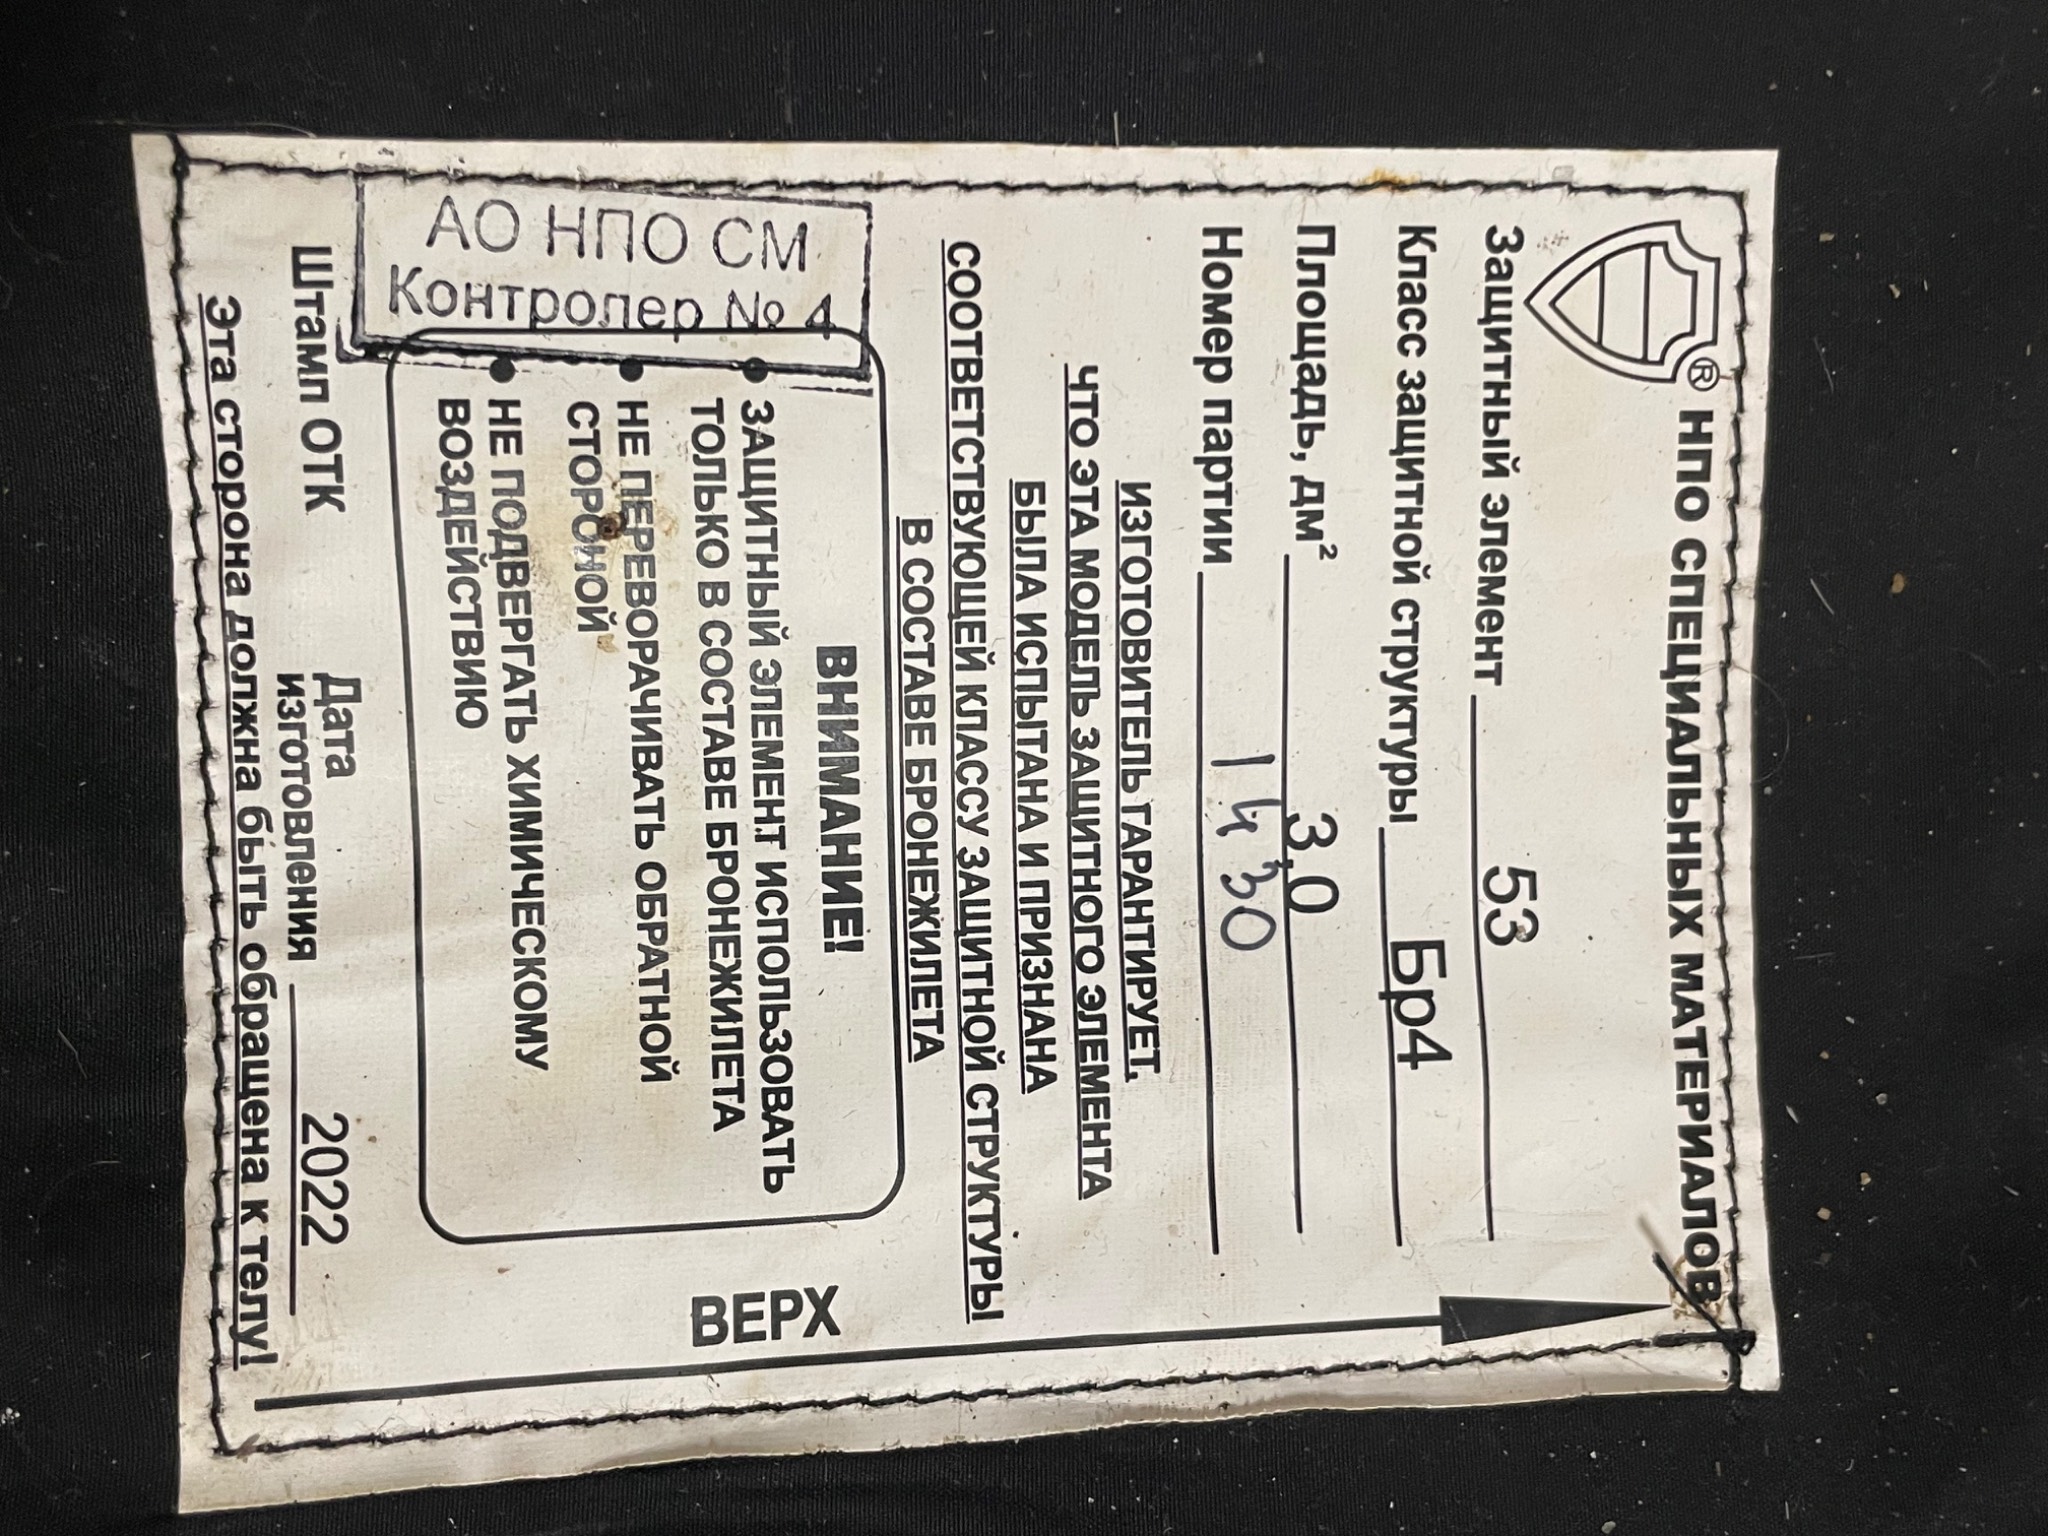 ® НПО СПЕЦИАЛЬНЫХ МАТЕРИАЛОВ
Защитный элемент 53
Класс защитной структуры Бр4
Площадь, дм² 3,0
Номер партии 1430
ИЗГОТОВИТЕЛЬ ГАРАНТИРУЕТ,
ЧТО ЭТА МОДЕЛЬ ЗАЩИТНОГО ЭЛЕМЕНТА
БЫЛА ИСПЫТАНА И ПРИЗНАНА
СООТВЕТСТВУЮЩЕЙ КЛАССУ ЗАЩИТНОЙ СТРУКТУРЫ
В СОСТАВЕ БРОНЕЖИЛЕТА
ВНИМАНИЕ!
• ЗАЩИТНЫЙ ЭЛЕМЕНТ ИСПОЛЬЗОВАТЬ
ТОЛЬКО В СОСТАВЕ БРОНЕЖИЛЕТА
• НЕ ПЕРЕВОРАЧИВАТЬ ОБРАТНОЙ
СТОРОНОЙ
• НЕ ПОДВЕРГАТЬ ХИМИЧЕСКОМУ
ВОЗДЕЙСТВИЮ
ВЕРХ
АО НПО СМ
Контролер № 4
Штамп ОТК
Дата
изготовления 2022
Эта сторона должна быть обращена к телу!